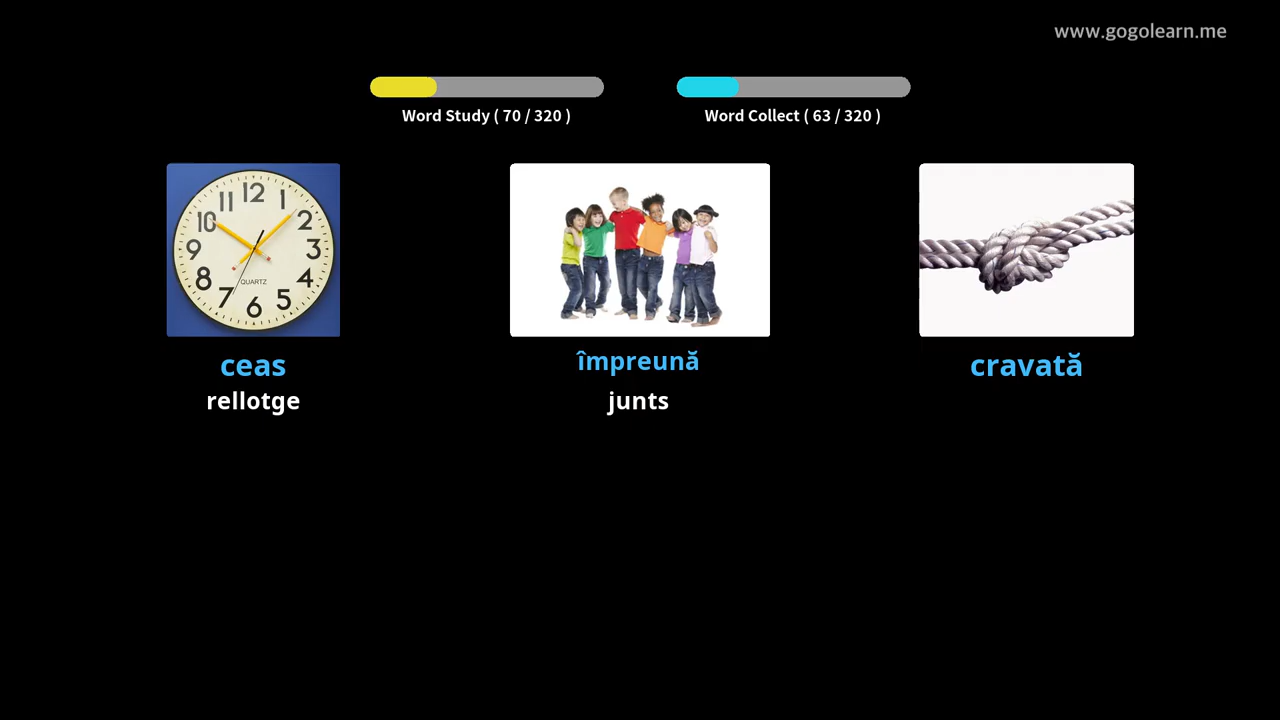 www.gogolearn.me
Word Study ( 70 / 320 )
Word Collect ( 63 / 320 )
12
11
1
10
2
9
3
8
4
7
5
6
QUARTZ
ceas
împreună
cravată
rellotge
junts